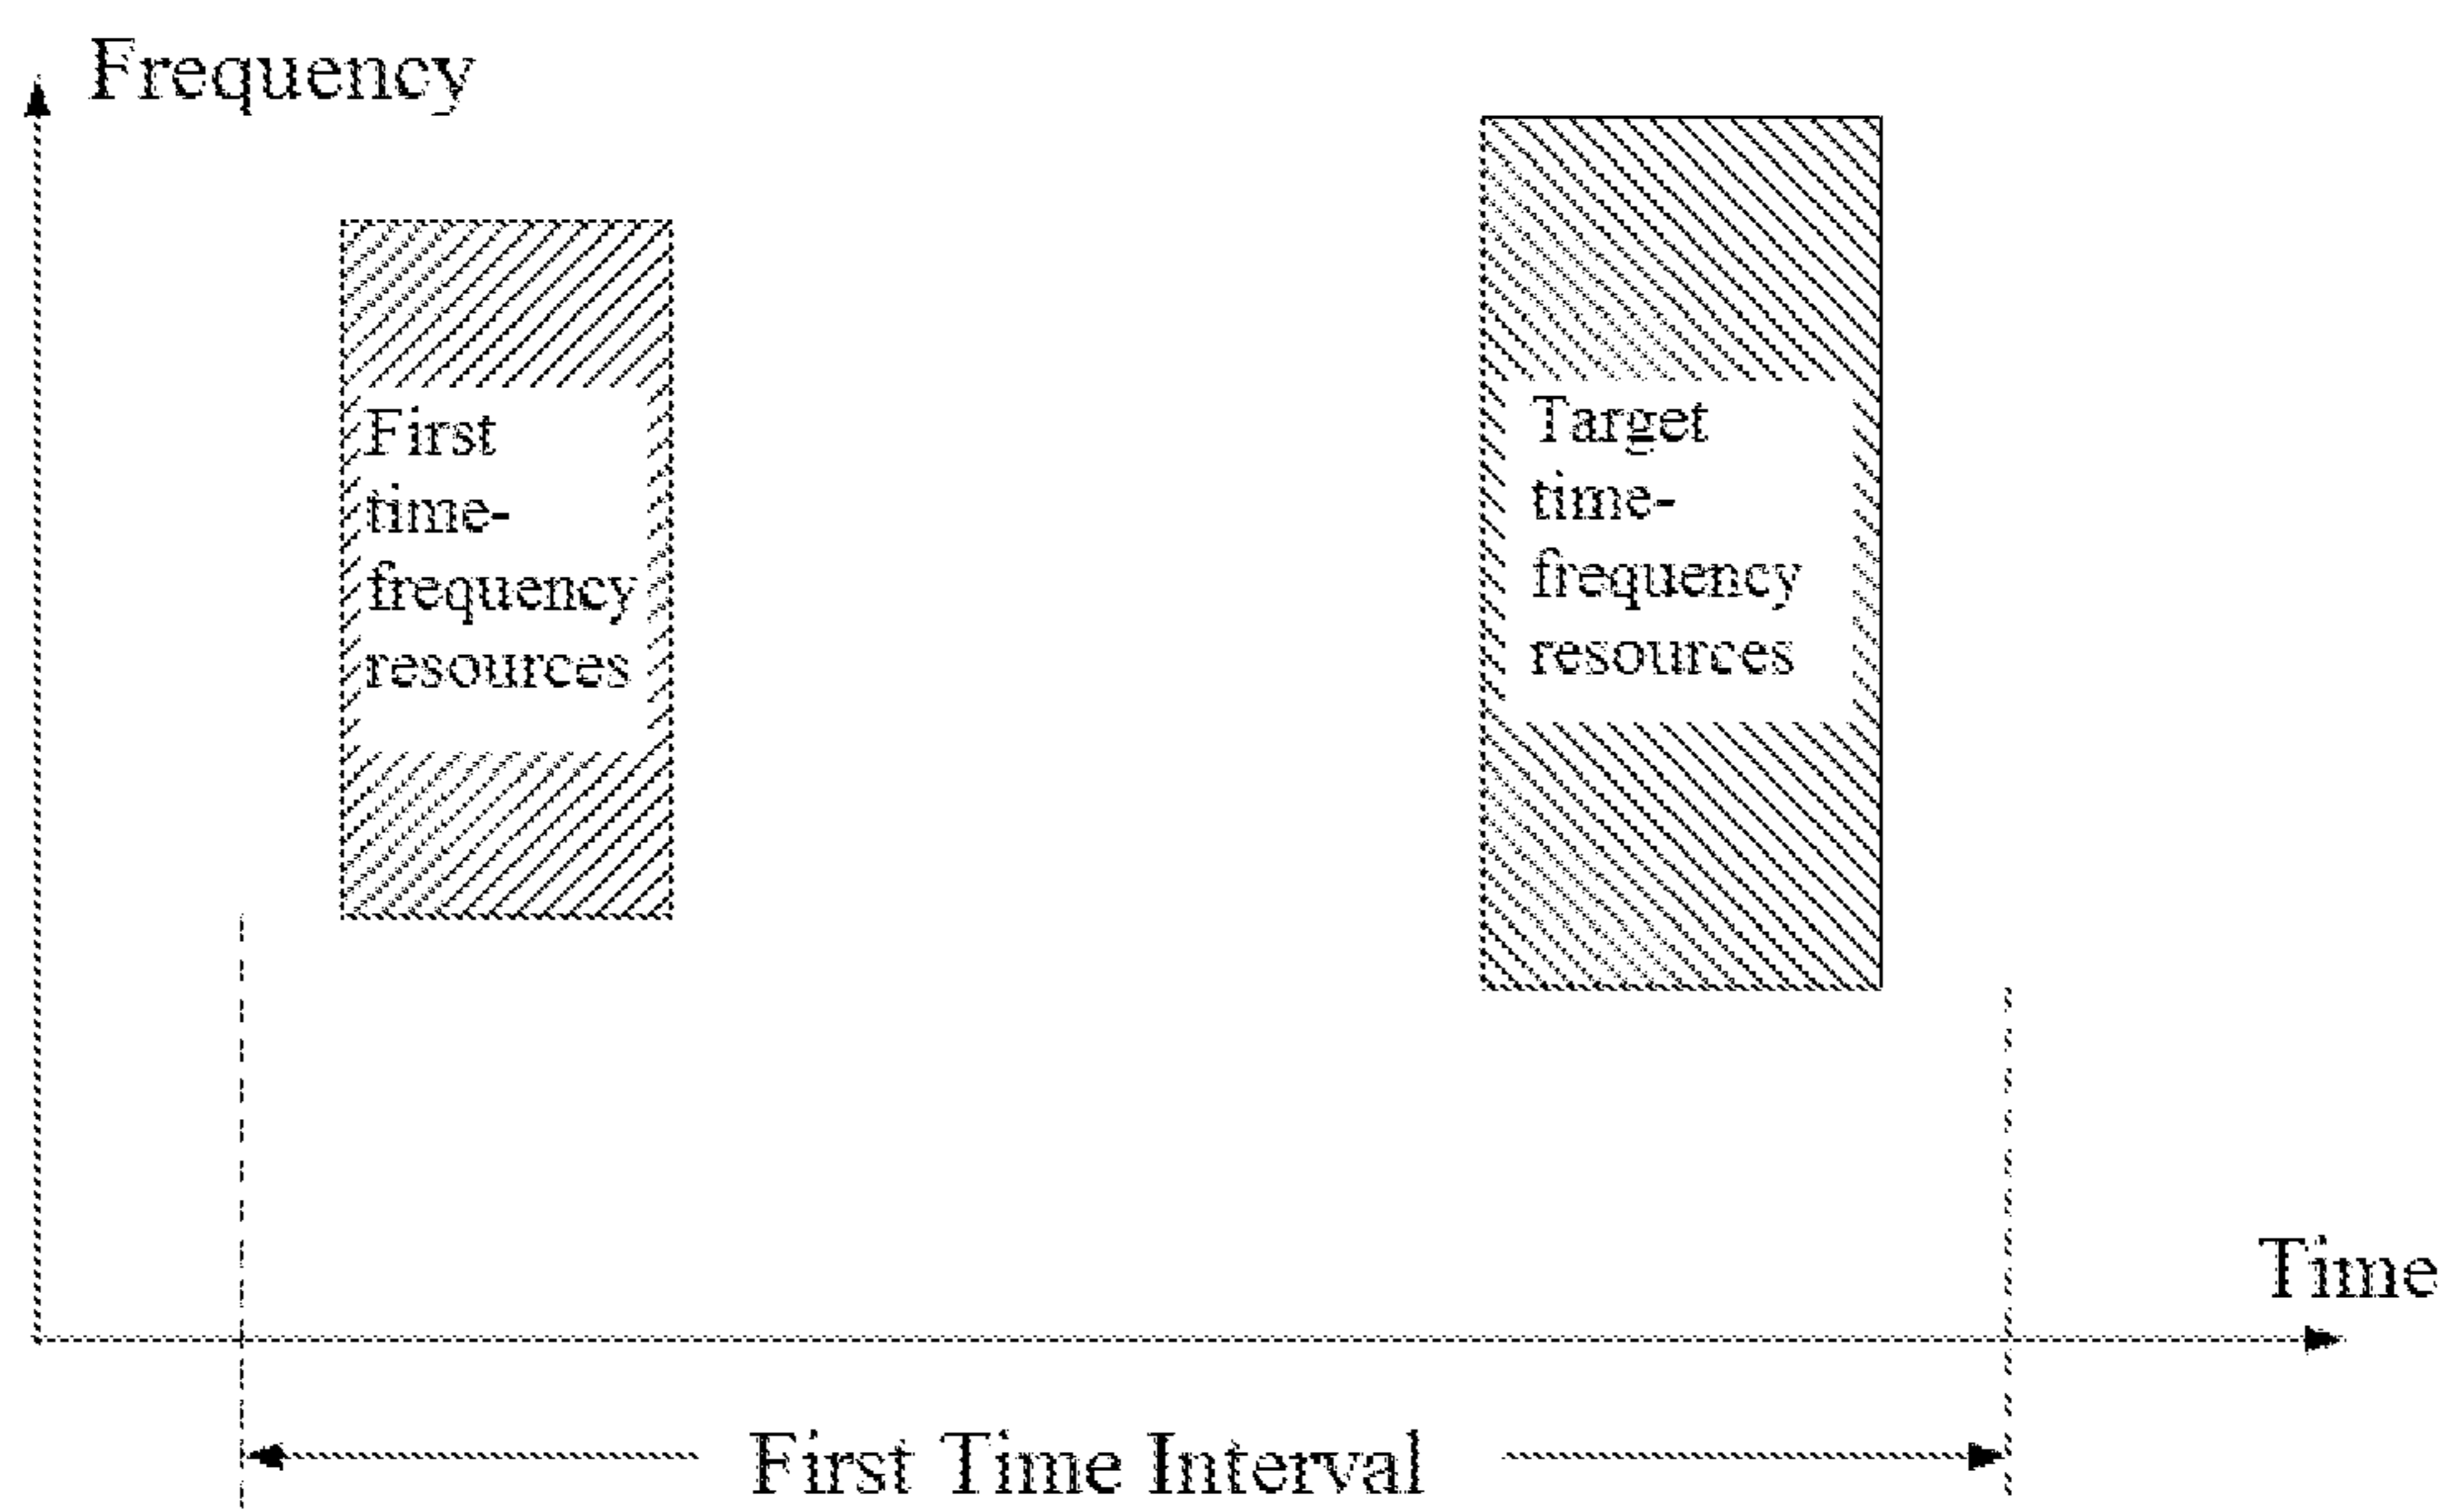 Frequency
First
time-
frequency
resources
Target
time-
frequency
resources
Time
First Time Interval